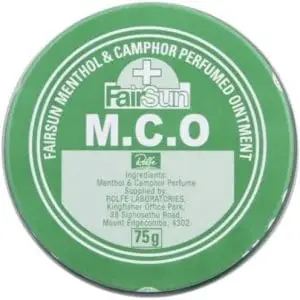 FAIRSUN MENTHOL & CAMPHOR PERFUMED OINTMENT
FairSun
M.C.O
Rolfe
Ingredients:
Menthol & Camphor Perfume
Supplied by:
ROLFE LABORATORIES,
Kingfisher Office Park,
28 Siphosethu Road,
Mount Edgecombe, 4302
75g